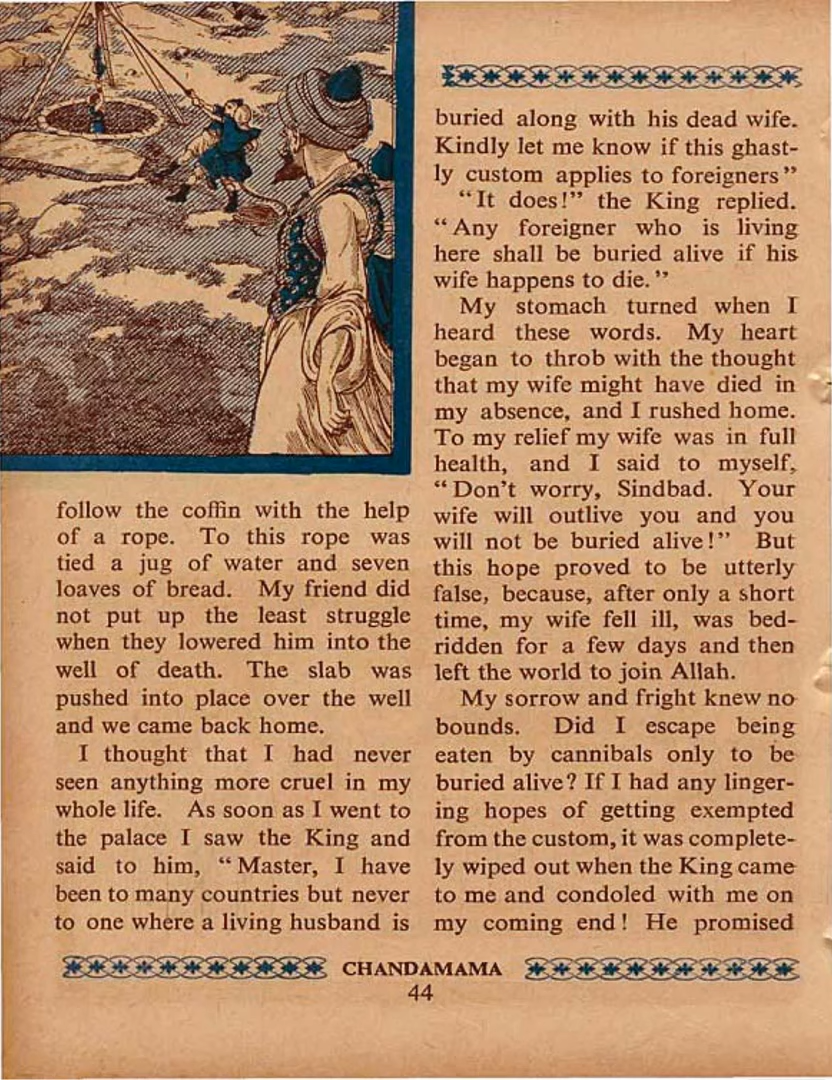 follow the coffin with the help
of a rope. To this rope was
tied a jug of water and seven
loaves of bread. My friend did
not put up the least struggle
when they lowered him into the
well of death. The slab was
pushed into place over the well
and we came back home.
I thought that I had never
seen anything more cruel in my
whole life. As soon as I went to
the palace I saw the King and
said to him, “Master, I have
been to many countries but never
to one where a living husband is
buried along with his dead wife.
Kindly let me know if this ghast-
ly custom applies to foreigners”
“It does!” the King replied.
“Any foreigner who is living
here shall be buried alive if his
wife happens to die.”
My stomach turned when I
heard these words. My heart
began to throb with the thought
that my wife might have died in
my absence, and I rushed home.
To my relief my wife was in full
health, and I said to myself,
“Don't worry, Sindbad. Your
wife will outlive you and you
will not be buried alive!” But
this hope proved to be utterly
false, because, after only a short
time, my wife fell ill, was bed-
ridden for a few days and then
left the world to join Allah.
My sorrow and fright knew no
bounds. Did I escape being
eaten by cannibals only to be
buried alive? If I had any linger-
ing hopes of getting exempted
from the custom, it was complete-
ly wiped out when the King came
to me and condoled with me on
my coming end! He promised
CHANDAMAMA
44